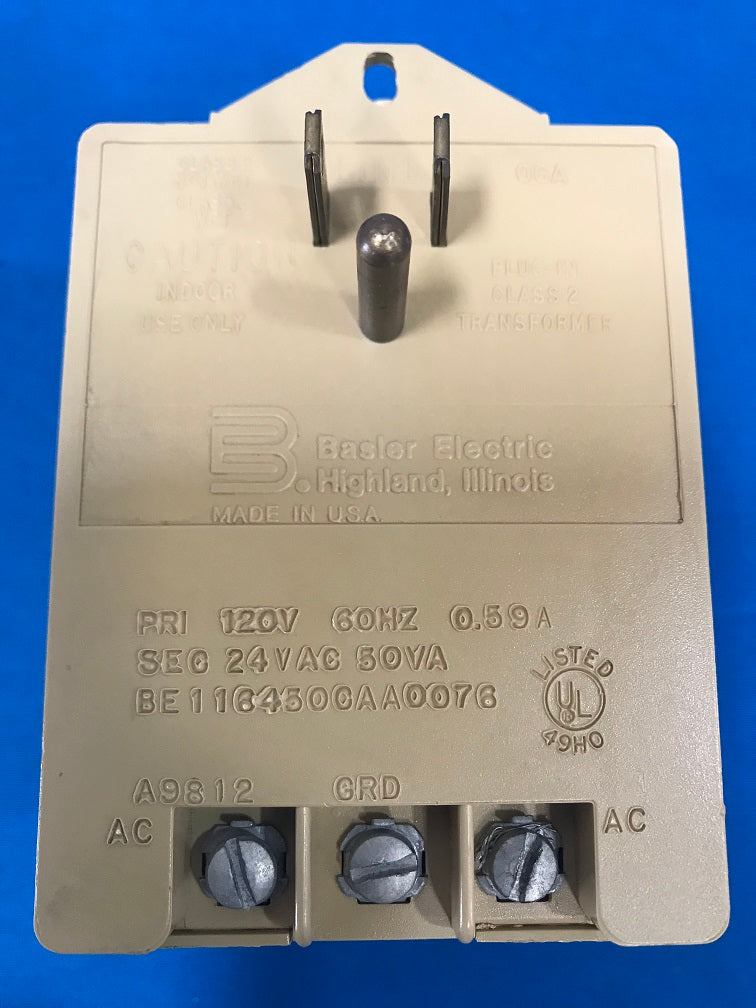 CAUTION
INDOOR
USE ONLY
PLUG-IN
CLASS 2
TRANSFORMER
B.
Basler Electric
Highland, Illinois
MADE IN U.S.A.
PRI 120V 60HZ 0.59A
SEC 24VAC 50VA
BE116450CAA0076
LISTED
UL
49H0
A9812 GRD
AC AC